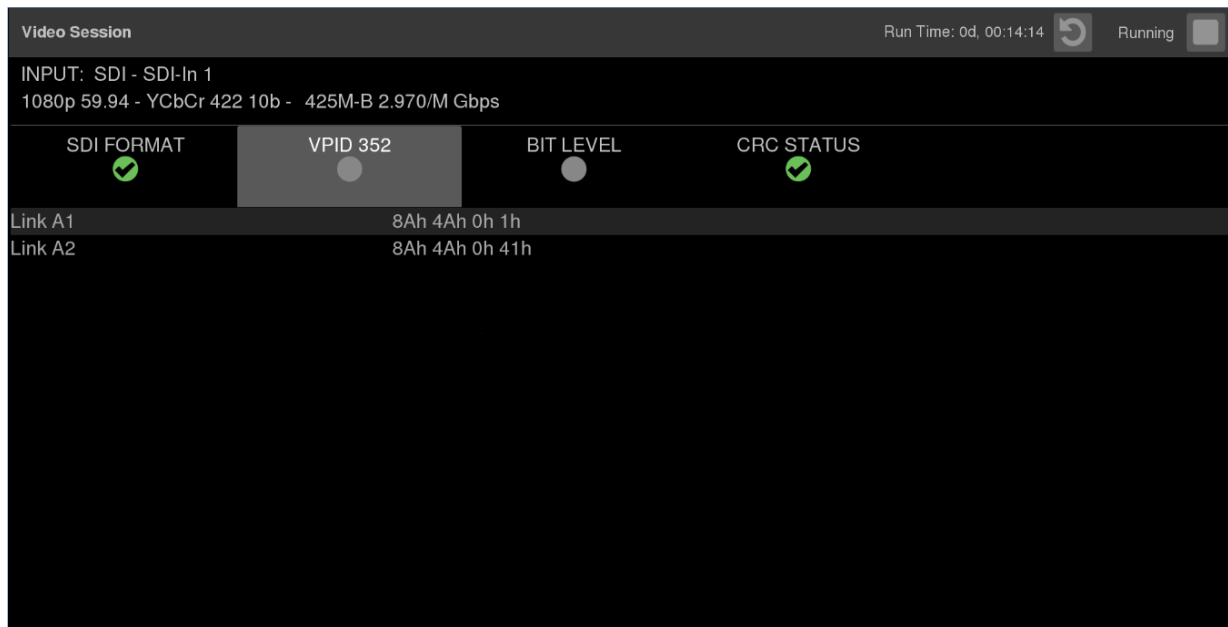 Video Session Run Time: 0d, 00:14:14 Running
INPUT: SDI - SDI-In 1
1080p 59.94 - YCbCr 422 10b - 425M-B 2.970/M Gbps
SDI FORMAT VPID 352 BIT LEVEL CRC STATUS
Link A1 8Ah 4Ah 0h 1h
Link A2 8Ah 4Ah 0h 41h